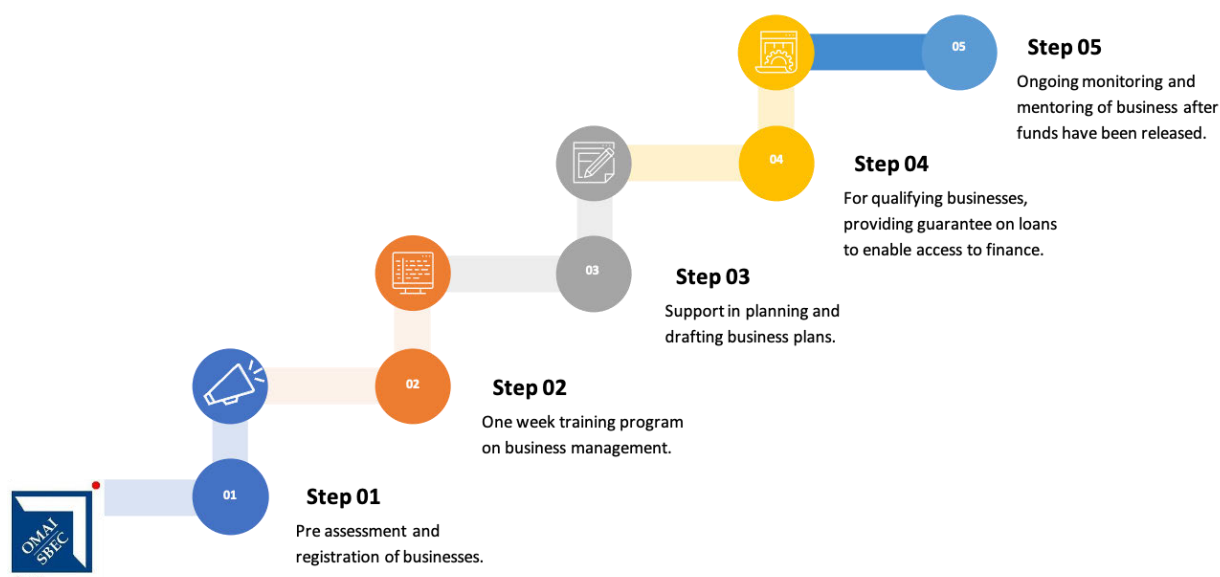 05
Step 05
Ongoing monitoring and
mentoring of business after
funds have been released.
04
Step 04
For qualifying businesses,
providing guarantee on loans
to enable access to finance.
03
Step 03
Support in planning and
drafting business plans.
02
Step 02
One week training program
on business management.
01
Step 01
Pre assessment and
registration of businesses.
OMAI
SBEC